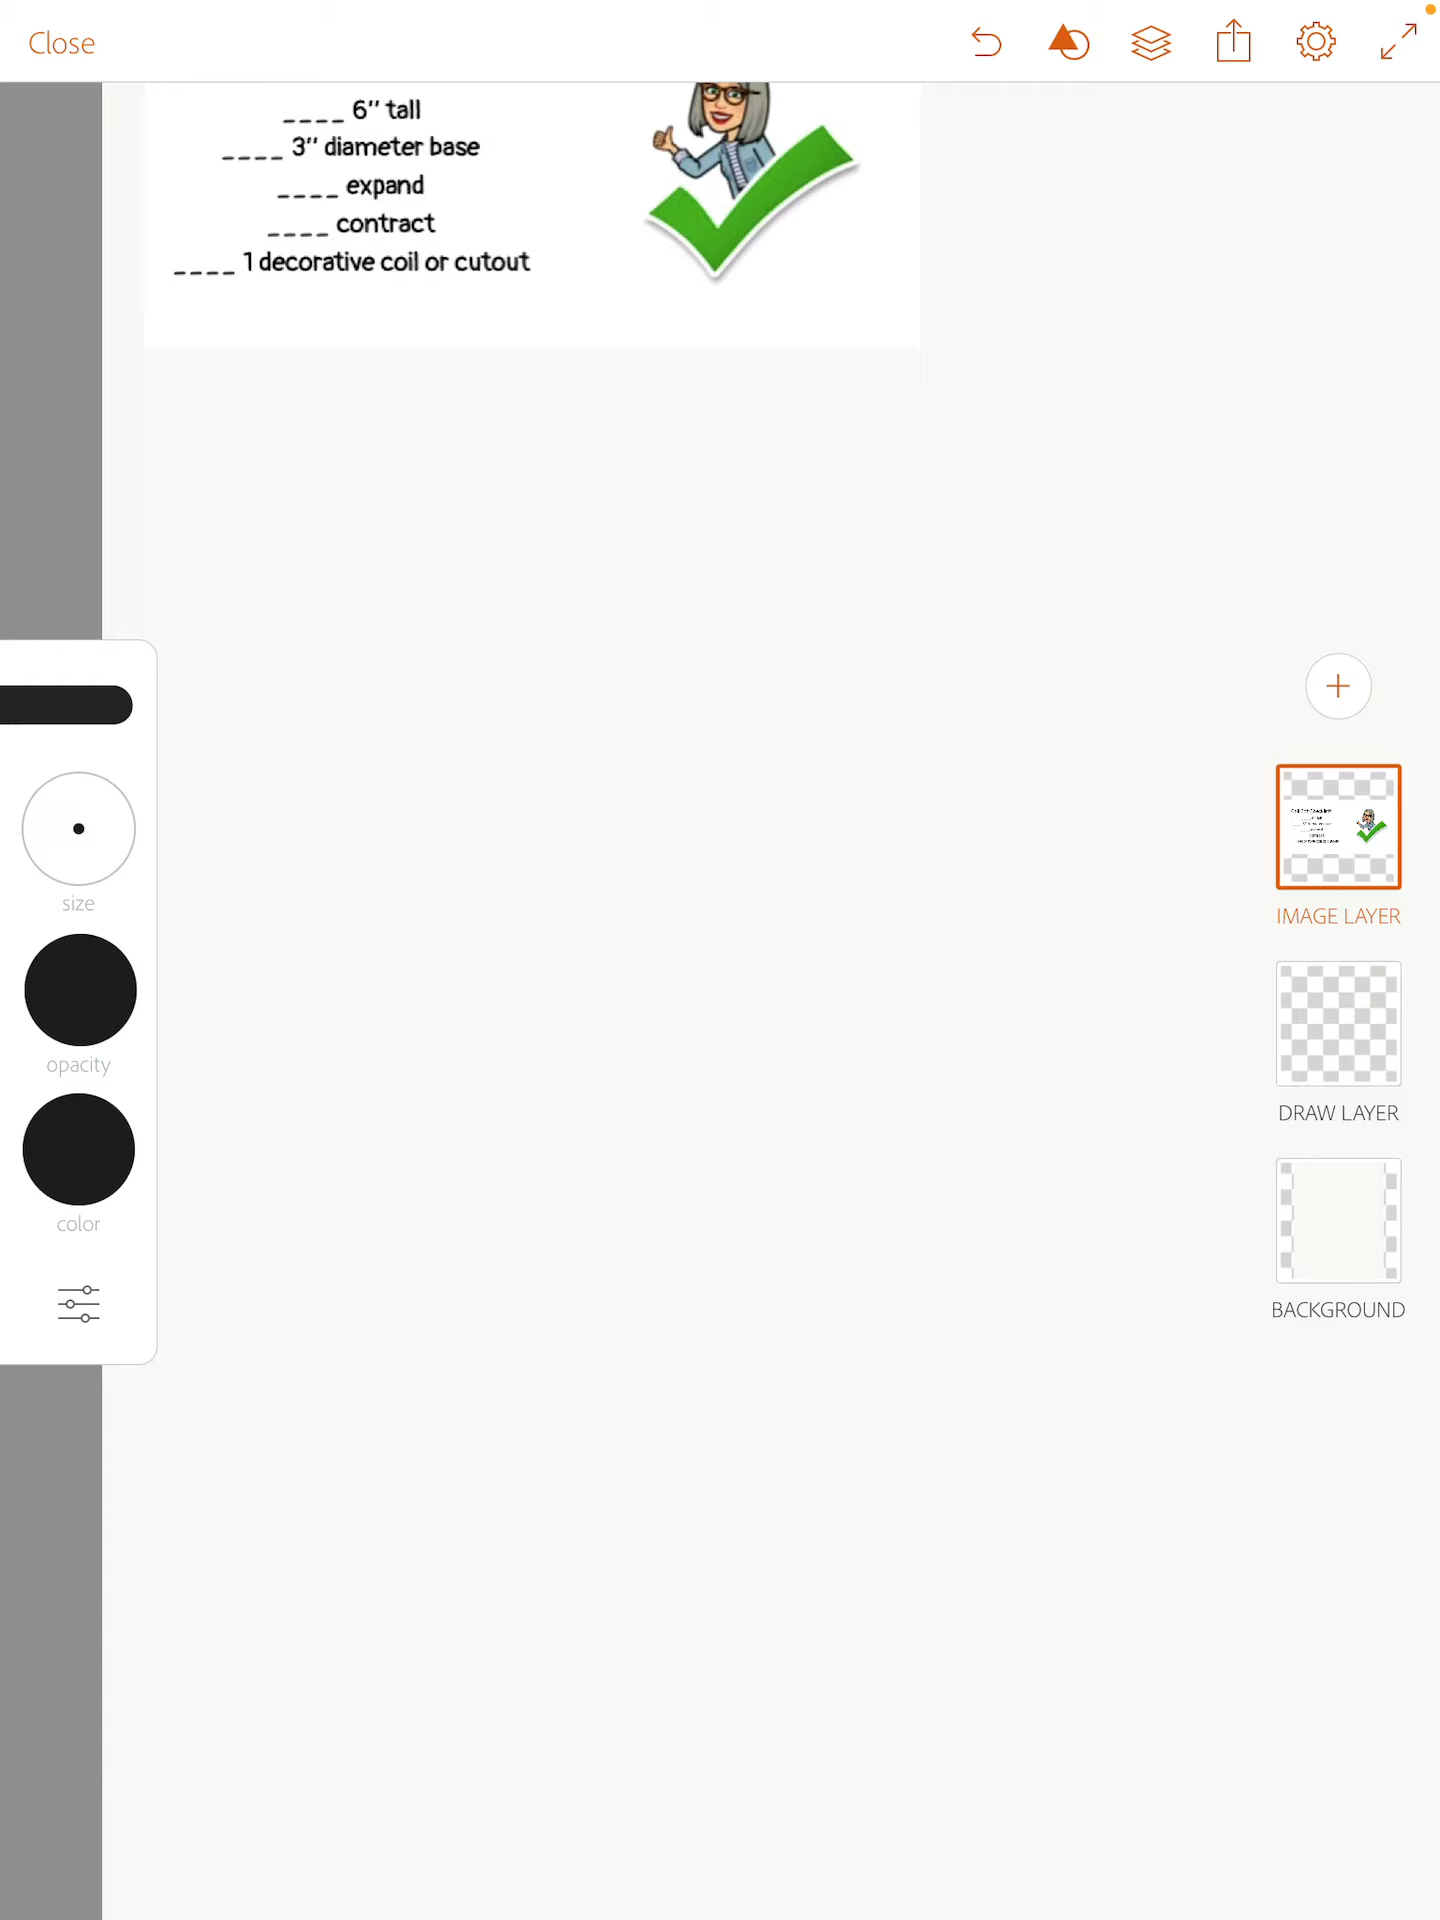 Close
____ 6" tall
____ 3" diameter base
____ expand
____ contract
____ 1 decorative coil or cutout
size
opacity
color
IMAGE LAYER
DRAW LAYER
BACKGROUND